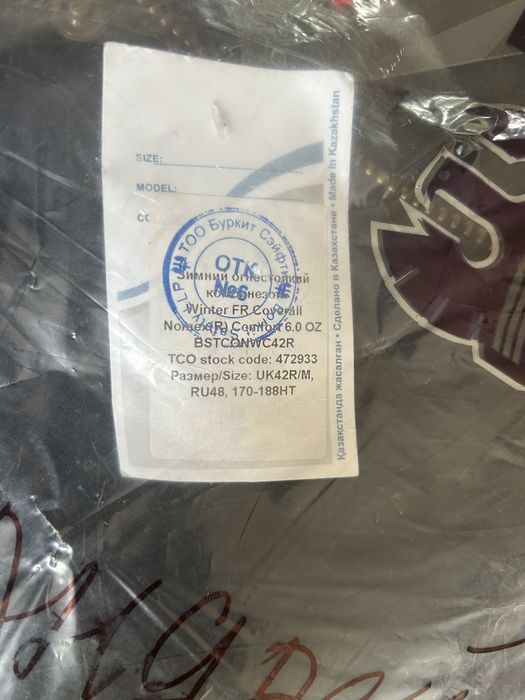 SIZE:
MODEL:
ТОО Буркит Сэйфти
ОТК
№6
Зимний огнестойкий
комбинезон
Winter FR Coverall
Nomex(R) Comfort 6.0 OZ
BSTCONWC42R
TCO stock code: 472933
Размер/Size: UK42R/M,
RU48, 170-188HT
Қазақстанда жасалған • Сделано в Казахстане • Made in Kazakhstan